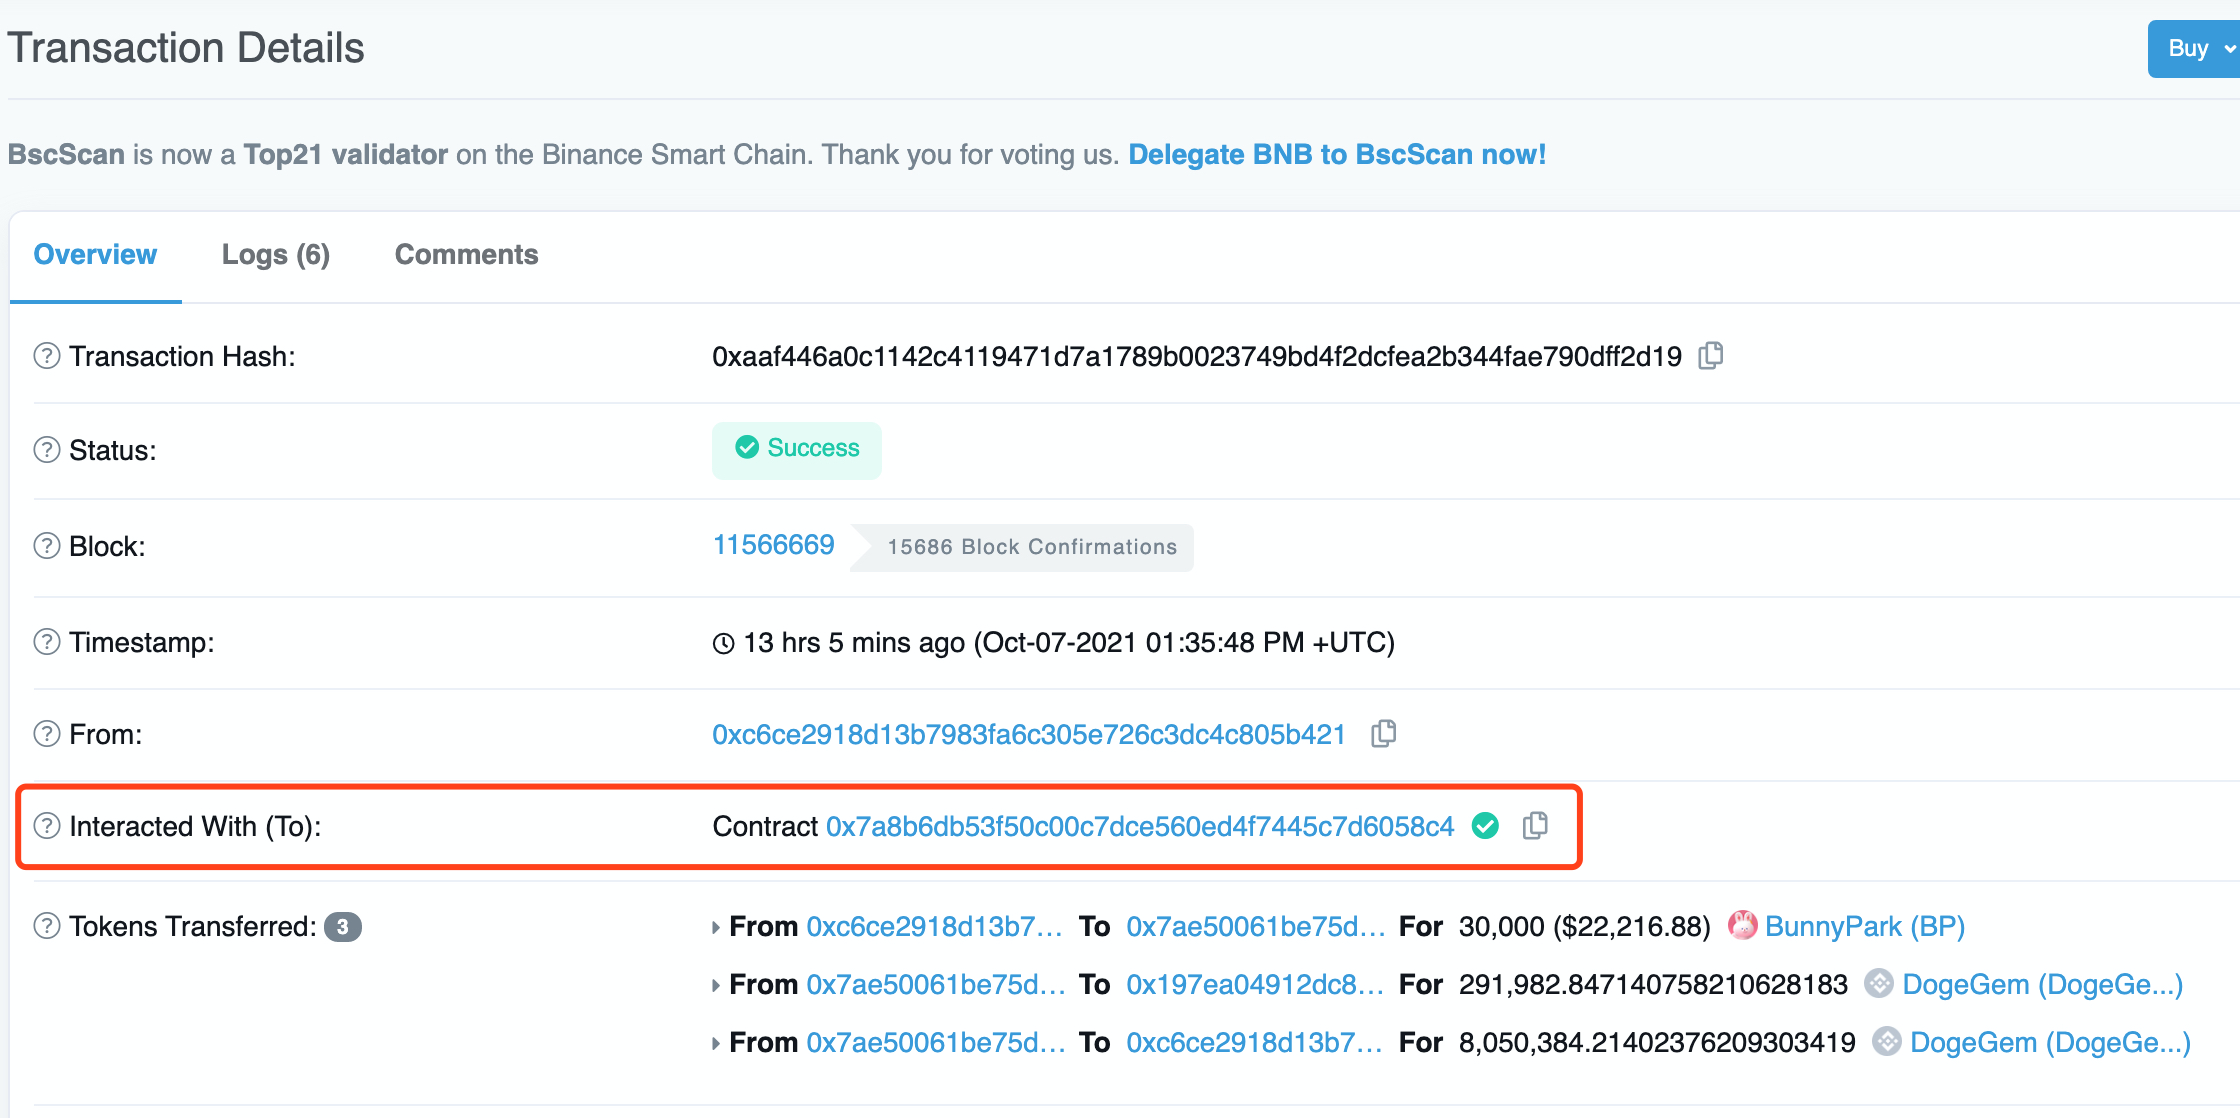 Transaction Details
Buy
BscScan is now a Top21 validator on the Binance Smart Chain. Thank you for voting us. Delegate BNB to BscScan now!
Overview Logs (6) Comments
Transaction Hash: 0xaaf446a0c1142c4119471d7a1789b0023749bd4f2dcfea2b344fae790dff2d19
Status: Success
Block: 11566669 15686 Block Confirmations
Timestamp: 13 hrs 5 mins ago (Oct-07-2021 01:35:48 PM +UTC)
From: 0xc6ce2918d13b7983fa6c305e726c3dc4c805b421
Interacted With (To): Contract 0x7a8b6db53f50c00c7dce560ed4f7445c7d6058c4
Tokens Transferred: 3 From 0xc6ce2918d13b7... To 0x7ae50061be75d... For 30,000 ($22,216.88) BunnyPark (BP)
From 0x7ae50061be75d... To 0x197ea04912dc8... For 291,982.847140758210628183 DogeGem (DogeGe...)
From 0x7ae50061be75d... To 0xc6ce2918d13b7... For 8,050,384.21402376209303419 DogeGem (DogeGe...)